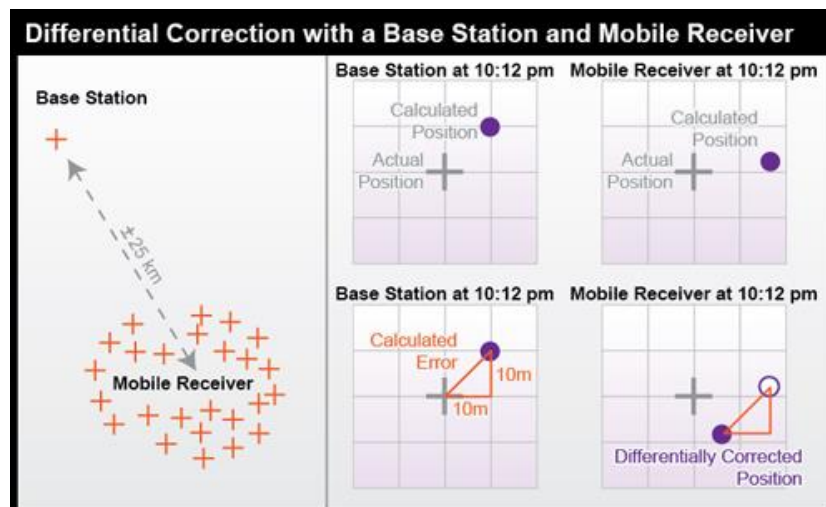 Differential Correction with a Base Station and Mobile Receiver
Base Station
±25 km
Mobile Receiver
Base Station at 10:12 pm
Calculated
Position
Actual
Position
Mobile Receiver at 10:12 pm
Calculated
Position
Actual
Position
Base Station at 10:12 pm
Calculated
Error
10m
10m
Mobile Receiver at 10:12 pm
Differentially Corrected
Position